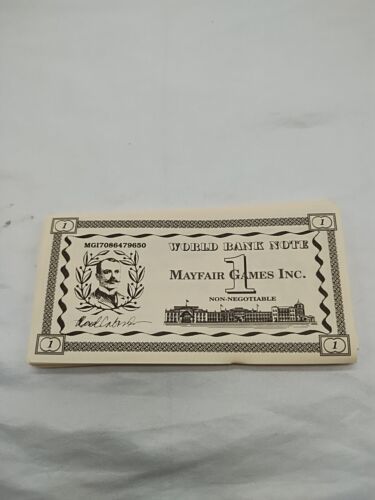 1 1
MGI7086479650 WORLD BANK NOTE
1
MAYFAIR GAMES INC.
NON-NEGOTIABLE
1 1